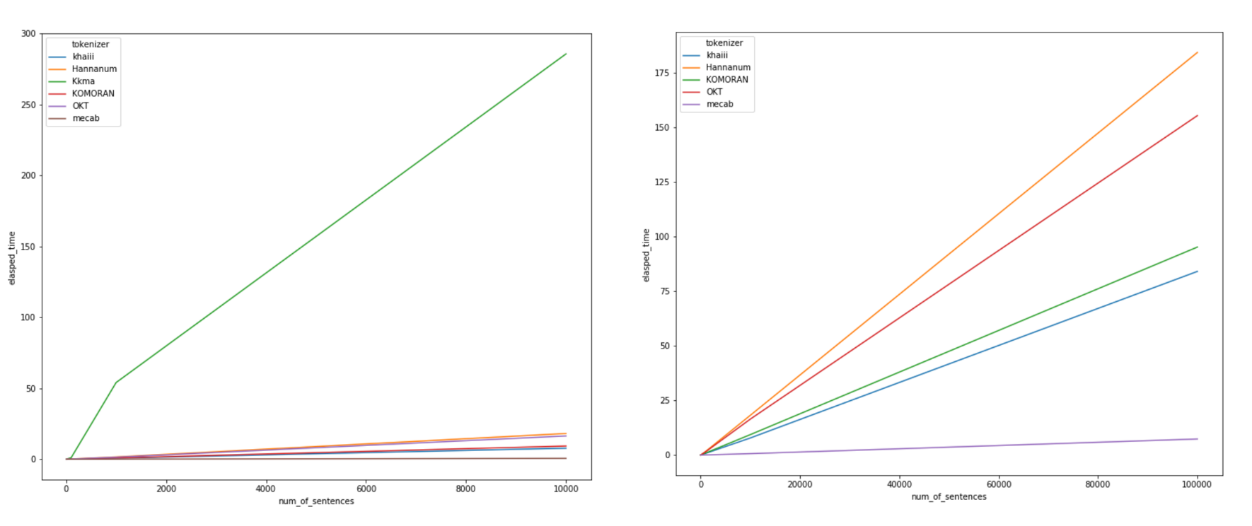 300
250
200
150
100
50
0
elasped_time
tokenizer
khaiii
Hannanum
Kkma
KOMORAN
OKT
mecab
0 2000 4000 6000 8000 10000
num_of_sentences
175
150
125
100
75
50
25
0
elasped_time
tokenizer
khaiii
Hannanum
KOMORAN
OKT
mecab
0 20000 40000 60000 80000 100000
num_of_sentences